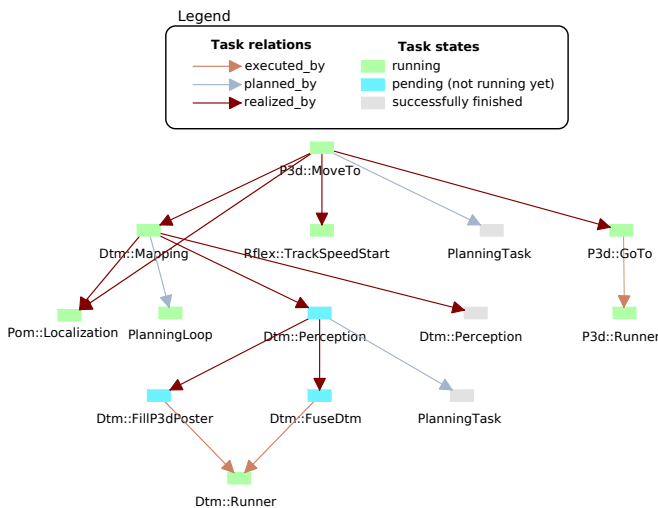 Legend
Task relations
Task states
executed_by
running
planned_by
pending (not running yet)
realized_by
successfully finished
P3d::MoveTo
Dtm::Mapping
Rflex::TrackSpeedStart
PlanningTask
P3d::GoTo
Pom::Localization
PlanningLoop
Dtm::Perception
Dtm::Perception
P3d::Runner
Dtm::FillP3dPoster
Dtm::FuseDtm
PlanningTask
Dtm::Runner